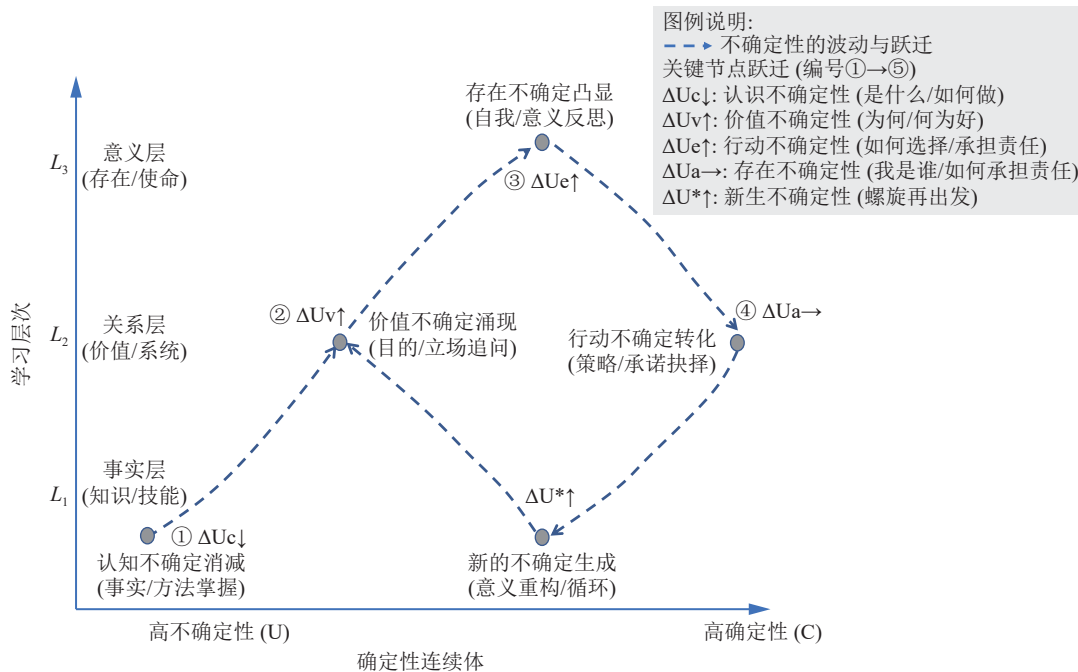 图例说明:
不确定性的波动与跃迁
关键节点跃迁 (编号①→⑤)
ΔUc↓: 认识不确定性 (是什么/如何做)
ΔUv↑: 价值不确定性 (为何/何为好)
ΔUe↑: 行动不确定性 (如何选择/承担责任)
ΔUa→: 存在不确定性 (我是谁/如何承担责任)
ΔU*↑: 新生不确定性 (螺旋再出发)
存在不确定凸显
(自我/意义反思)
③ ΔUe↑
L₃
意义层
(存在/使命)
学习层次
L₂
关系层
(价值/系统)
② ΔUv↑
价值不确定涌现
(目的/立场追问)
④ ΔUa→
行动不确定转化
(策略/承诺抉择)
L₁
事实层
(知识/技能)
① ΔUc↓
认知不确定消减
(事实/方法掌握)
ΔU*↑
新的不确定生成
(意义重构/循环)
高不确定性 (U)
高确定性 (C)
确定性连续体